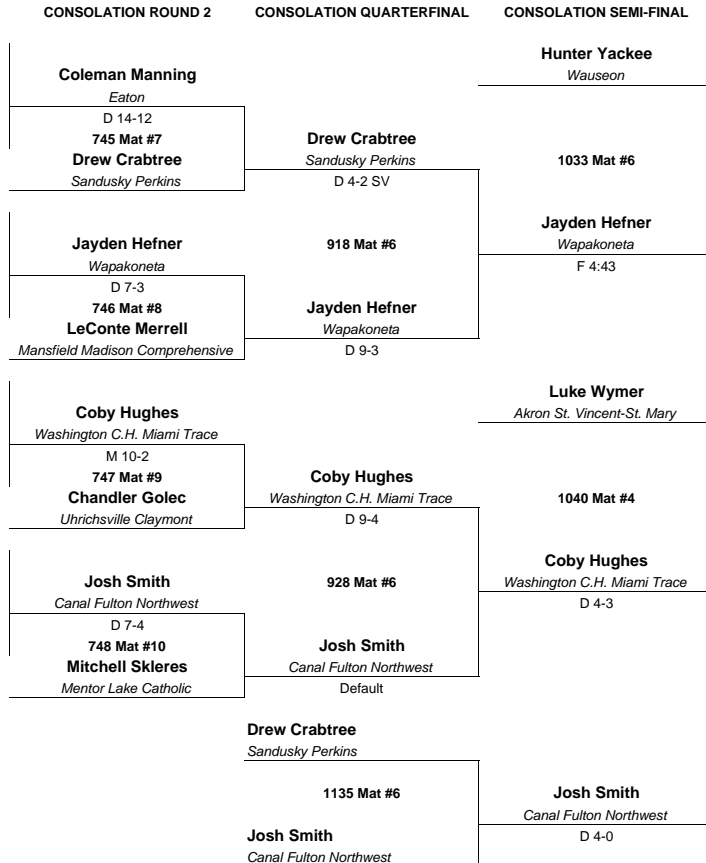 CONSOLATION ROUND 2
CONSOLATION QUARTERFINAL
CONSOLATION SEMI-FINAL
Coleman Manning
Eaton
D 14-12
745 Mat #7
Drew Crabtree
Sandusky Perkins
Jayden Hefner
Wapakoneta
D 7-3
746 Mat #8
LeConte Merrell
Mansfield Madison Comprehensive
Coby Hughes
Washington C.H. Miami Trace
M 10-2
747 Mat #9
Chandler Golec
Uhrichsville Claymont
Josh Smith
Canal Fulton Northwest
D 7-4
748 Mat #10
Mitchell Skleres
Mentor Lake Catholic
Drew Crabtree
Sandusky Perkins
D 4-2 SV
918 Mat #6
Jayden Hefner
Wapakoneta
D 9-3
Coby Hughes
Washington C.H. Miami Trace
D 9-4
928 Mat #6
Josh Smith
Canal Fulton Northwest
Default
Hunter Yackee
Wauseon
1033 Mat #6
Jayden Hefner
Wapakoneta
F 4:43
Luke Wymer
Akron St. Vincent-St. Mary
1040 Mat #4
Coby Hughes
Washington C.H. Miami Trace
D 4-3
Drew Crabtree
Sandusky Perkins
1135 Mat #6
Josh Smith
Canal Fulton Northwest
Josh Smith
Canal Fulton Northwest
D 4-0